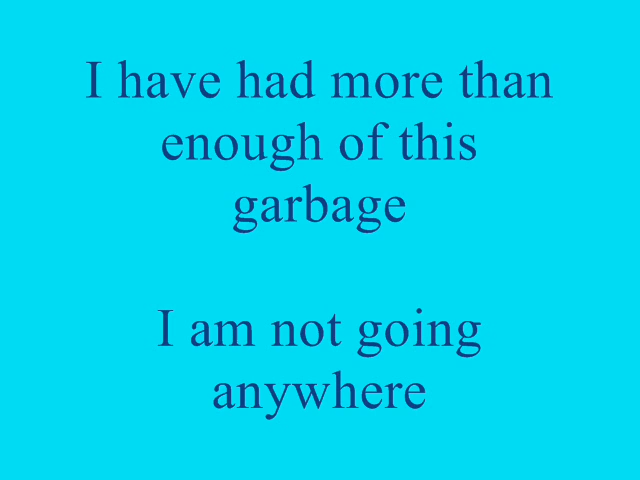 I have had more than
enough of this
garbage
I am not going
anywhere